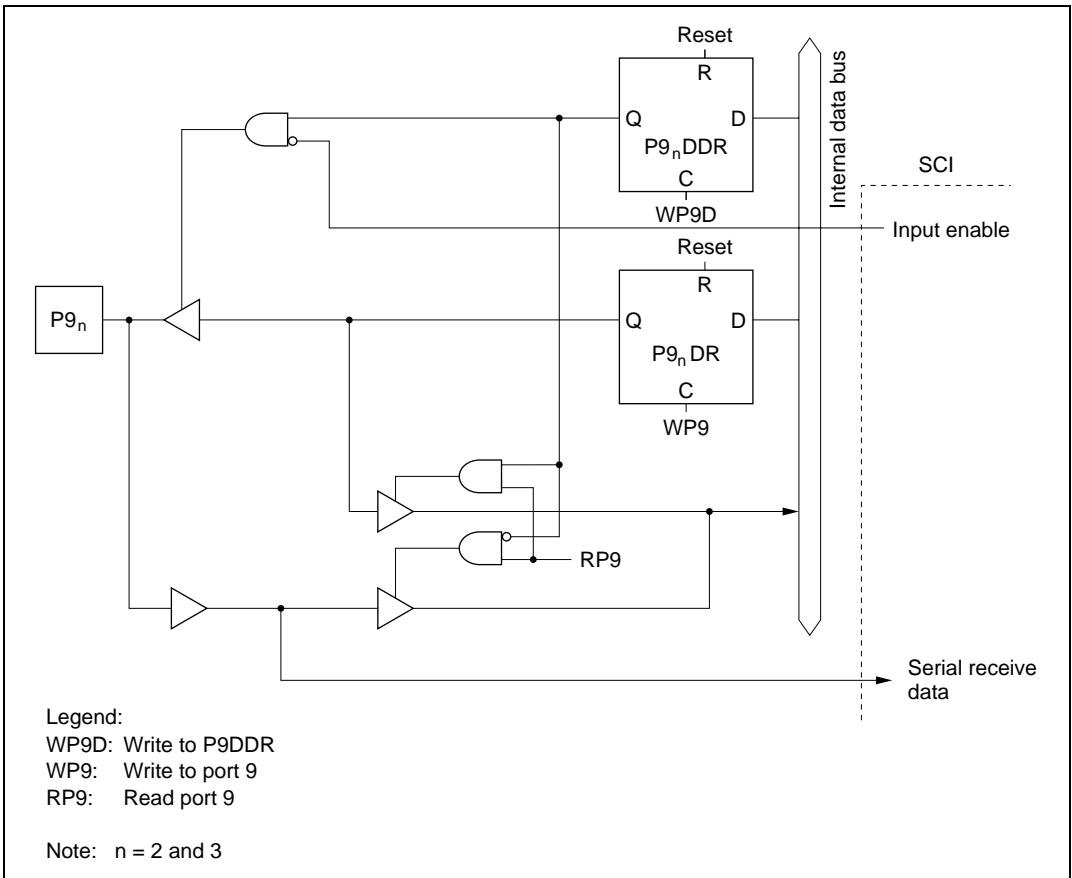 Reset
R
Q D
P9nDDR
C
WP9D
Internal data bus
SCI
Input enable
Reset
R
Q D
P9n DR
C
WP9
P9n
RP9
Serial receive
data
Legend:
WP9D: Write to P9DDR
WP9: Write to port 9
RP9: Read port 9
Note: n = 2 and 3